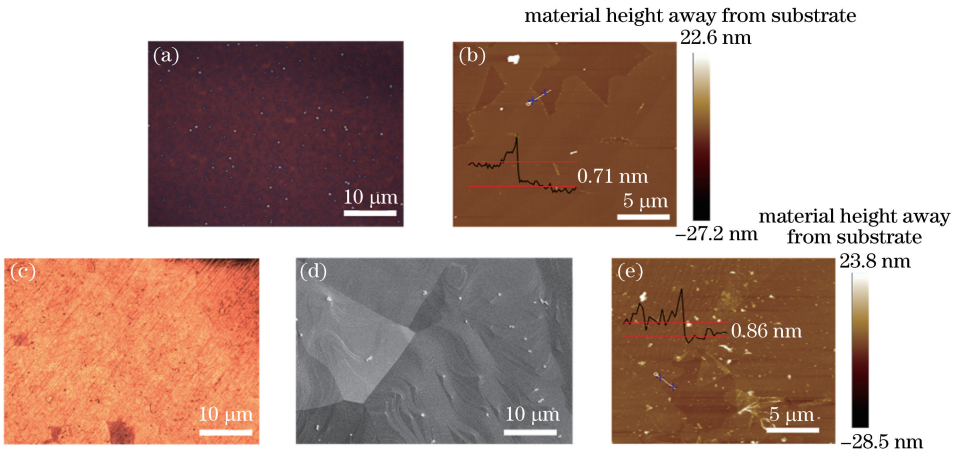 (a)
10 μm
(b)
0.71 nm
5 μm
material height away from substrate
22.6 nm
−27.2 nm
(c)
10 μm
(d)
10 μm
(e)
0.86 nm
5 μm
material height away
from substrate
23.8 nm
−28.5 nm